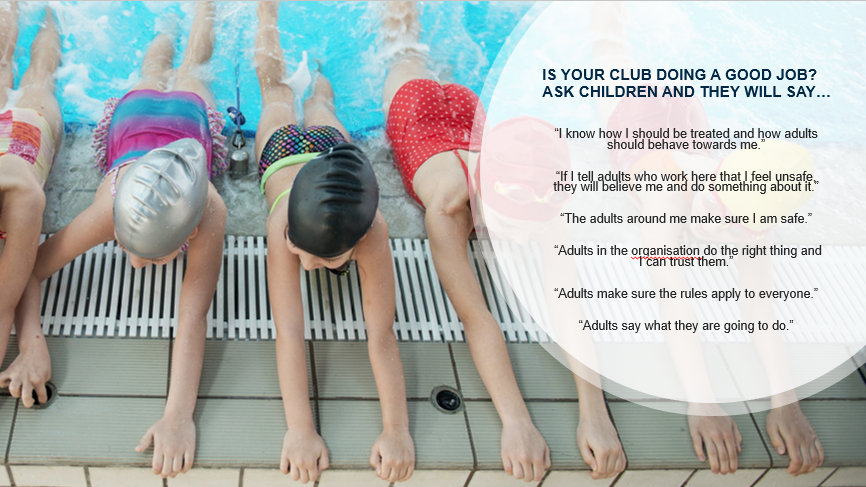 IS YOUR CLUB DOING A GOOD JOB?
ASK CHILDREN AND THEY WILL SAY…
“I know how I should be treated and how adults
should behave towards me.”
“If I tell adults who work here that I feel unsafe,
they will believe me and do something about it.”
“The adults around me make sure I am safe.”
“Adults in the organisation do the right thing and
I can trust them.”
“Adults make sure the rules apply to everyone.”
“Adults say what they are going to do.”